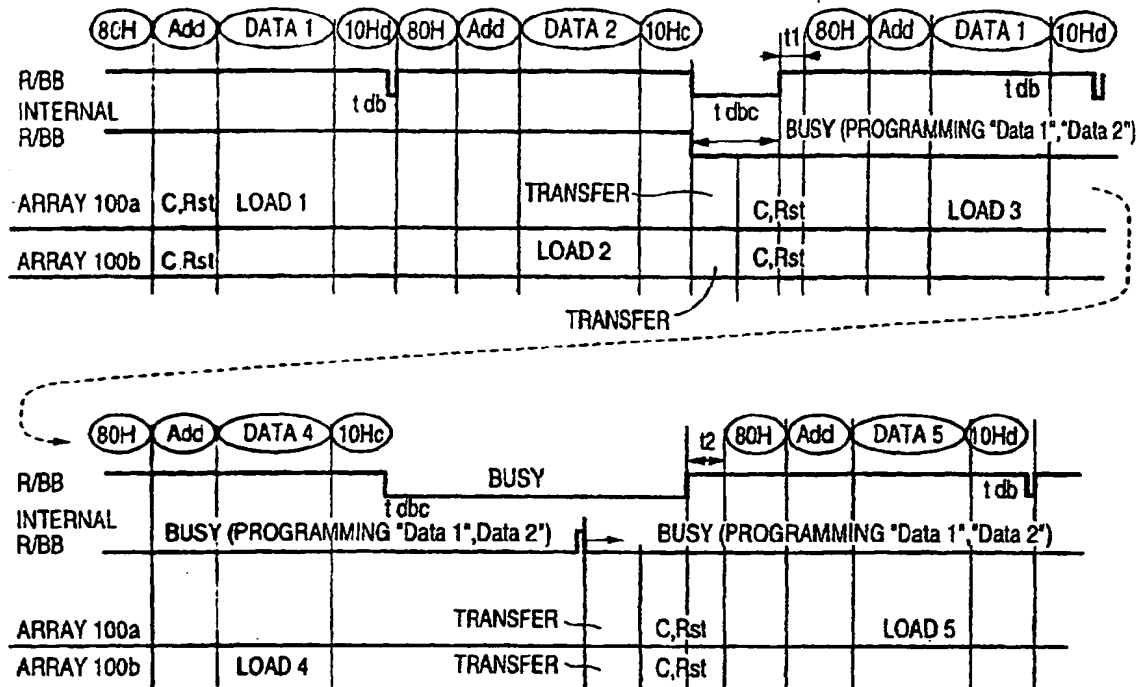 80H Add DATA 1 10Hd 80H Add DATA 2 10Hc t1 80H Add DATA 1 10Hd
R/BB t db t dbc t db
INTERNAL
R/BB BUSY (PROGRAMMING "Data 1","Data 2")
ARRAY 100a C,Rst LOAD 1 TRANSFER C,Rst LOAD 3
ARRAY 100b C.Rst LOAD 2 C,Rst
TRANSFER
80H Add DATA 4 10Hc t2 80H Add DATA 5 10Hd
R/BB BUSY t db
t dbc
INTERNAL
R/BB BUSY (PROGRAMMING "Data 1",Data 2") BUSY (PROGRAMMING "Data 1","Data 2")
ARRAY 100a TRANSFER C,Rst LOAD 5
ARRAY 100b LOAD 4 TRANSFER C,Rst